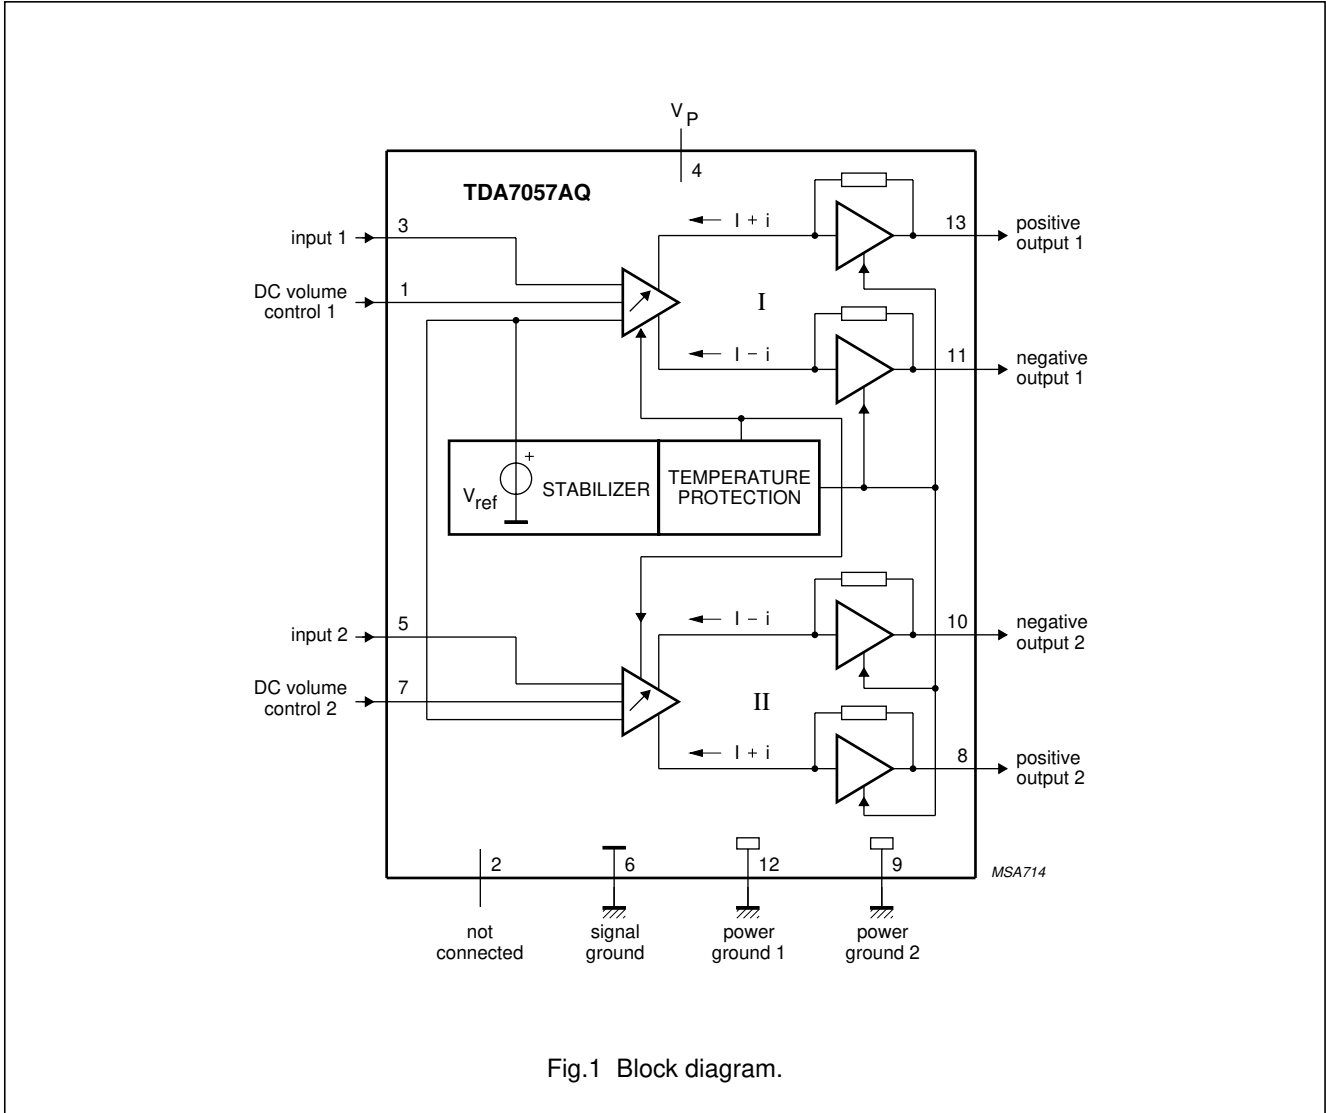 V P
4
TDA7057AQ
input 1
3
I + i
13
positive
output 1
DC volume
control 1
1
I
I − i
11
negative
output 1
+
V ref
STABILIZER
TEMPERATURE
PROTECTION
input 2
5
I − i
10
negative
output 2
DC volume
control 2
7
II
I + i
8
positive
output 2
2
6
12
9
MSA714
not
connected
signal
ground
power
ground 1
power
ground 2
Fig.1 Block diagram.